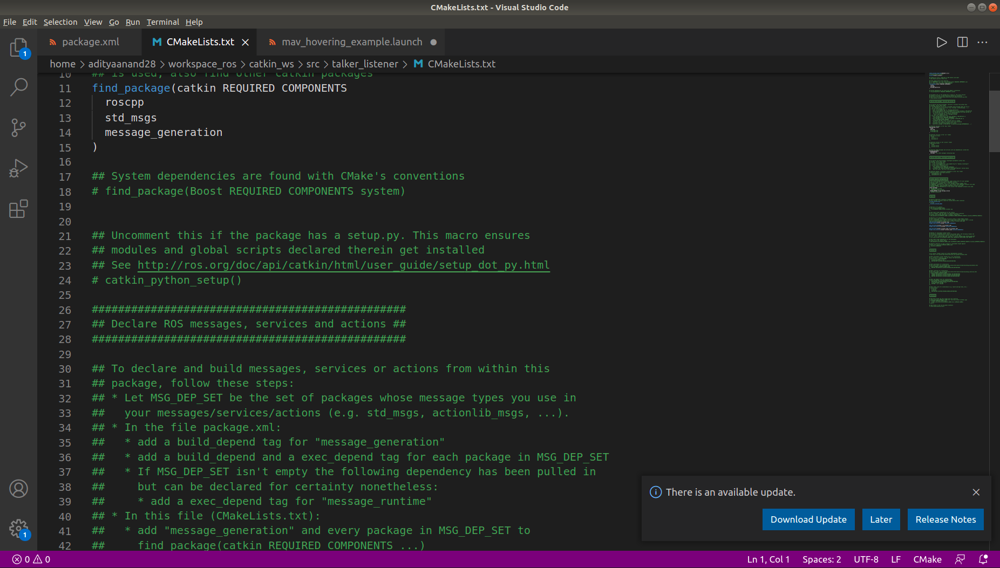 CMakeLists.txt - Visual Studio Code
File Edit Selection View Go Run Terminal Help
package.xml CMakeLists.txt mav_hovering_example.launch
home > adityaanand28 > workspace_ros > catkin_ws > src > talker_listener > CMakeLists.txt
10 ## is used, also find other catkin packages
11 find_package(catkin REQUIRED COMPONENTS
12 roscpp
13 std_msgs
14 message_generation
15 )
16
17 ## System dependencies are found with CMake's conventions
18 # find_package(Boost REQUIRED COMPONENTS system)
19
20
21 ## Uncomment this if the package has a setup.py. This macro ensures
22 ## modules and global scripts declared therein get installed
23 ## See http://ros.org/doc/api/catkin/html/user_guide/setup_dot_py.html
24 # catkin_python_setup()
25
26 ################################################
27 ## Declare ROS messages, services and actions ##
28 ################################################
29
30 ## To declare and build messages, services or actions from within this
31 ## package, follow these steps:
32 ## * Let MSG_DEP_SET be the set of packages whose message types you use in
33 ##   your messages/services/actions (e.g. std_msgs, actionlib_msgs, ...).
34 ## * In the file package.xml:
35 ##   * add a build_depend tag for "message_generation"
36 ##   * add a build_depend and a exec_depend tag for each package in MSG_DEP_SET
37 ##   * If MSG_DEP_SET isn't empty the following dependency has been pulled in
38 ##     but can be declared for certainty nonetheless:
39 ##     * add a exec_depend tag for "message_runtime"
40 ## * In this file (CMakeLists.txt):
41 ##   * add "message_generation" and every package in MSG_DEP_SET to
42 ##     find_package(catkin REQUIRED COMPONENTS ...)
1
1
There is an available update.
Download Update Later Release Notes
0 0 Ln 1, Col 1 Spaces: 2 UTF-8 LF CMake